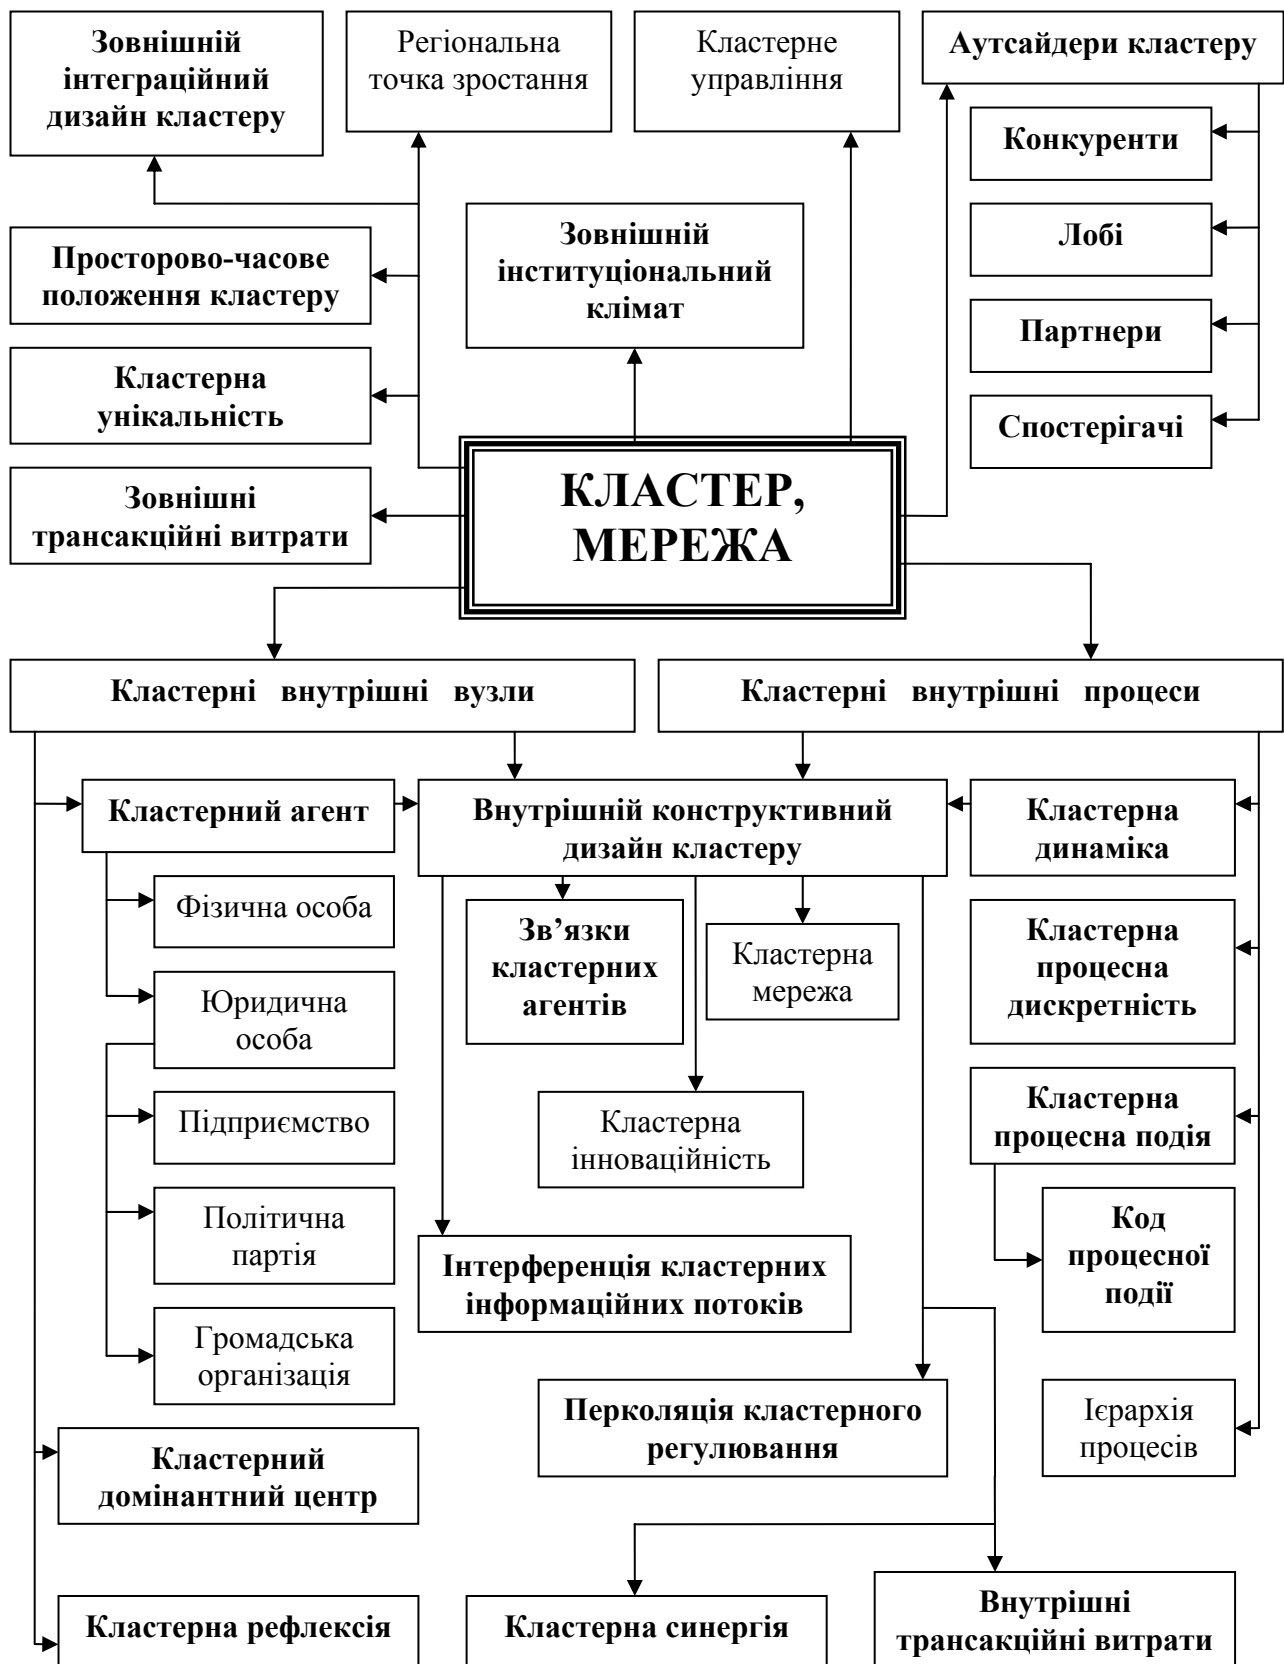 Зовнішній
інтеграційний
дизайн кластеру
Регіональна
точка зростання
Кластерне
управління
Аутсайдери кластеру
Конкуренти
Лобі
Партнери
Спостерігачі
Просторово-часове
положення кластеру
Зовнішній
інституціональний
клімат
Кластерна
унікальність
Зовнішні
трансакційні витрати
КЛАСТЕР,
МЕРЕЖА
Кластерні внутрішні вузли
Кластерні внутрішні процеси
Кластерний агент
Внутрішній конструктивний
дизайн кластеру
Кластерна
динаміка
Фізична особа
Зв’язки
кластерних
агентів
Кластерна
мережа
Кластерна
процесна
дискретність
Юридична
особа
Підприємство
Кластерна
інноваційність
Кластерна
процесна подія
Політична
партія
Інтерференція кластерних
інформаційних потоків
Код
процесної
події
Громадська
організація
Перколяція кластерного
регулювання
Ієрархія
процесів
Кластерний
домінантний центр
Кластерна рефлексія
Кластерна синергія
Внутрішні
трансакційні витрати